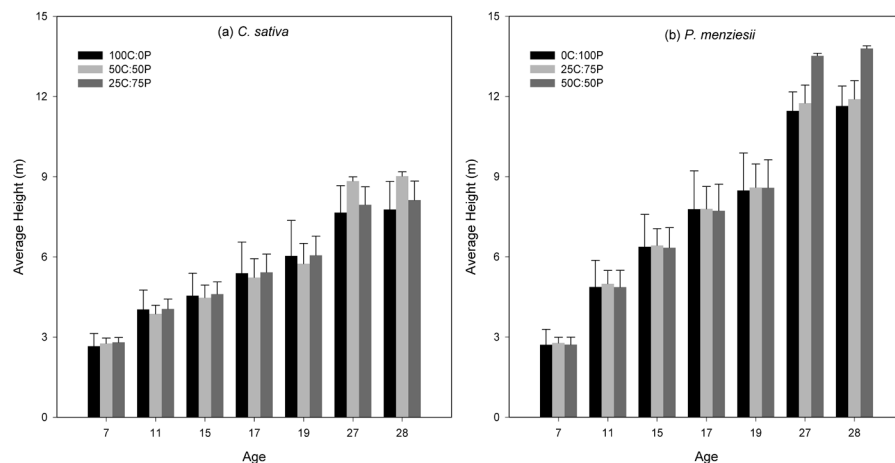 (a) C. sativa
100C:0P
50C:50P
25C:75P
15
12
9
6
3
0
Average Height (m)
7 11 15 17 19 27 28
Age
(b) P. menziesii
0C:100P
25C:75P
50C:50P
15
12
9
6
3
0
Average Height (m)
7 11 15 17 19 27 28
Age